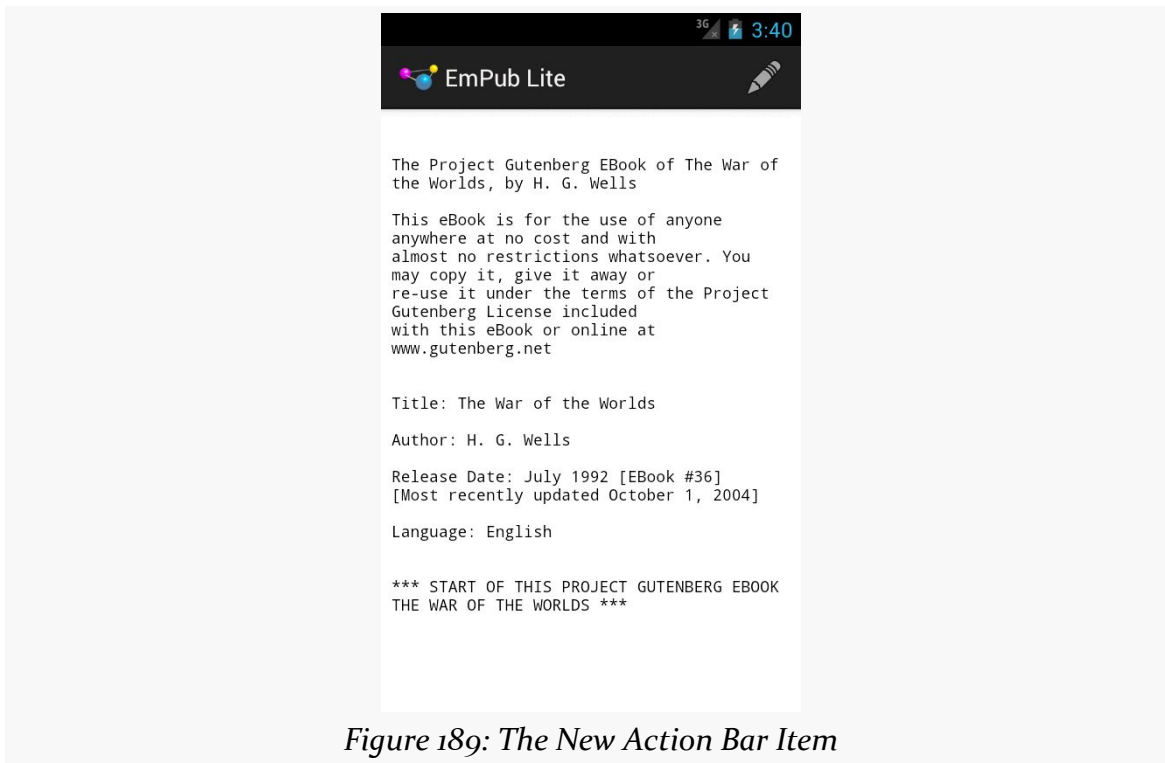 3G 3:40
EmPub Lite
The Project Gutenberg EBook of The War of
the Worlds, by H. G. Wells
This eBook is for the use of anyone
anywhere at no cost and with
almost no restrictions whatsoever. You
may copy it, give it away or
re-use it under the terms of the Project
Gutenberg License included
with this eBook or online at
www.gutenberg.net
Title: The War of the Worlds
Author: H. G. Wells
Release Date: July 1992 [EBook #36]
[Most recently updated October 1, 2004]
Language: English
*** START OF THIS PROJECT GUTENBERG EBOOK
THE WAR OF THE WORLDS ***
Figure 189: The New Action Bar Item